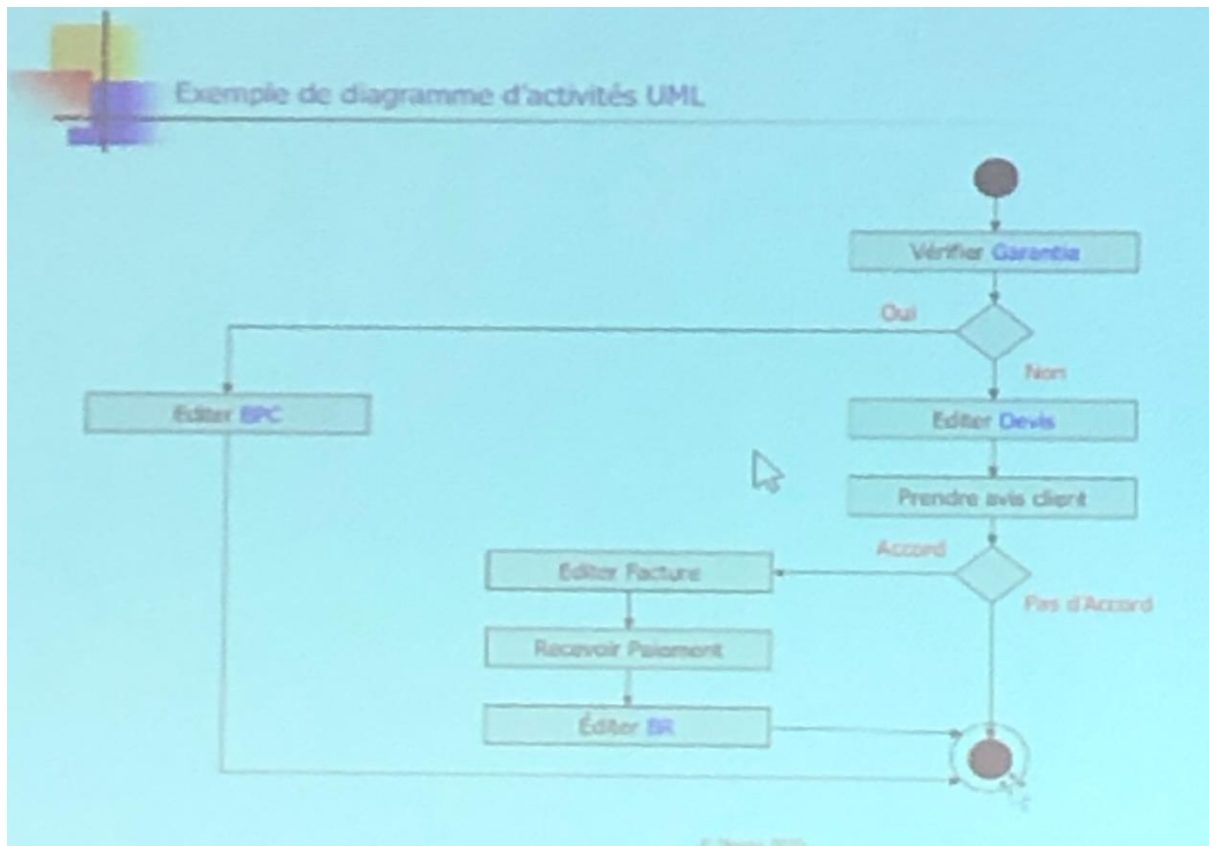 Exemple de diagramme d'activités UML
Vérifier Garantie
Oui
Non
Editer BPC
Editer Devis
Prendre avis client
Accord
Editer Facture
Pas d'Accord
Recevoir Paiement
Éditer BR